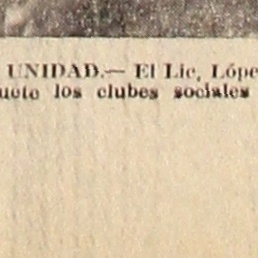 UNIDAD.— El Lic, Lópe
uete los clubes sociales